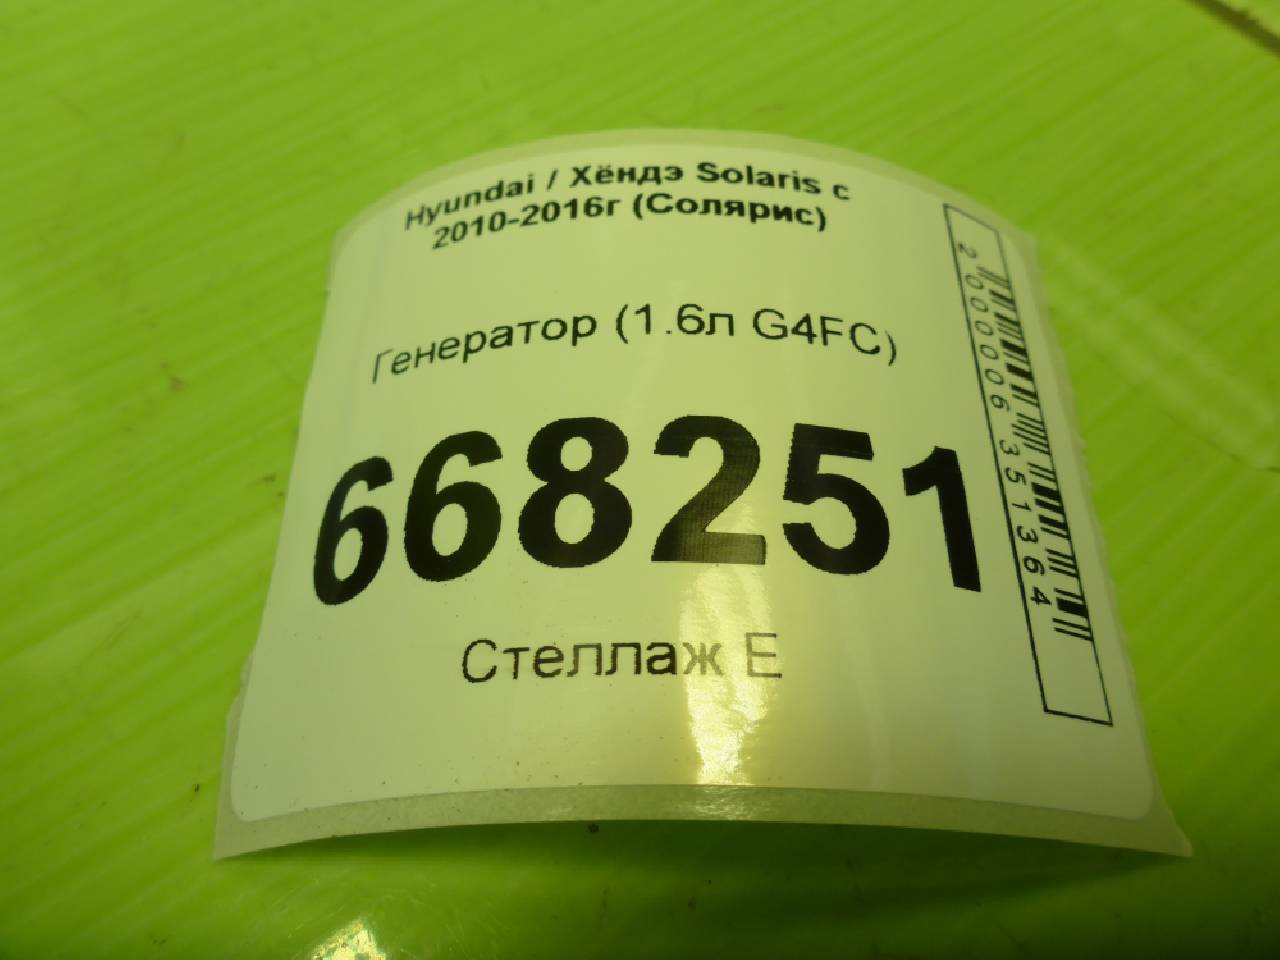 Hyundai / Хёндэ Solaris с
2010-2016г (Солярис)
Генератор (1.6л G4FC)
668251
Стеллаж Е
2000006351364